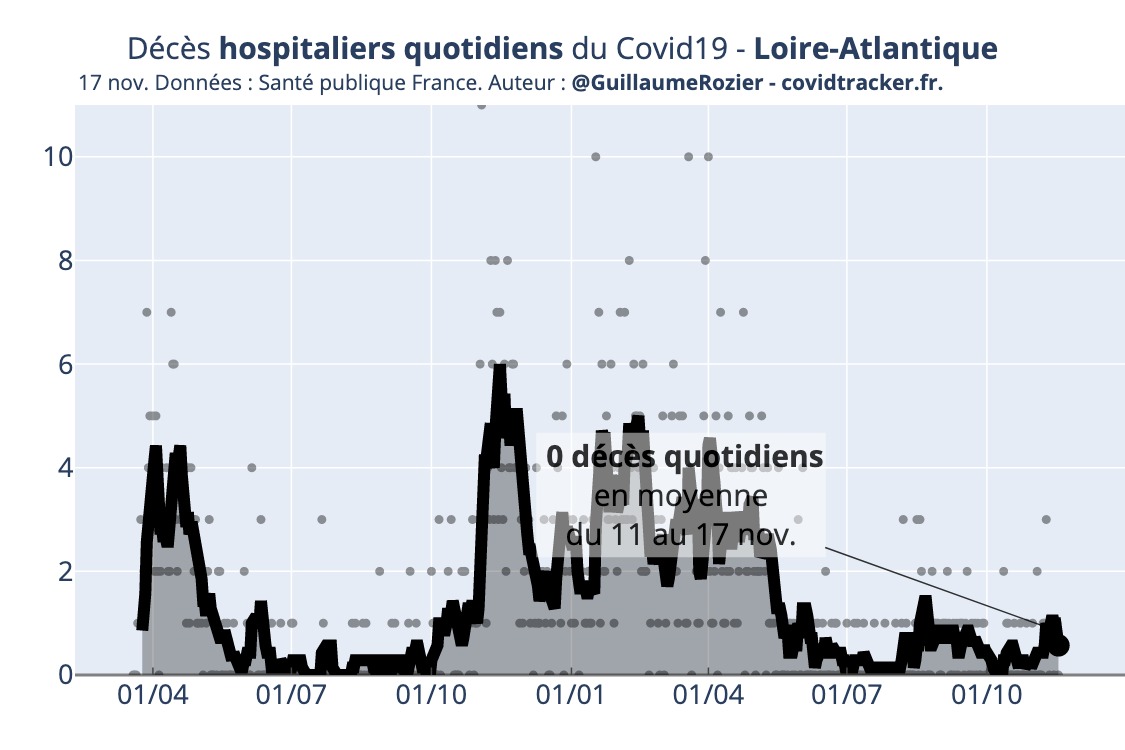 Décès hospitaliers quotidiens du Covid19 - Loire-Atlantique
17 nov. Données : Santé publique France. Auteur : @GuillaumeRozier - covidtracker.fr.
10
8
6
4
2
0
0 décès quotidiens
en moyenne
du 11 au 17 nov.
01/04 01/07 01/10 01/01 01/04 01/07 01/10